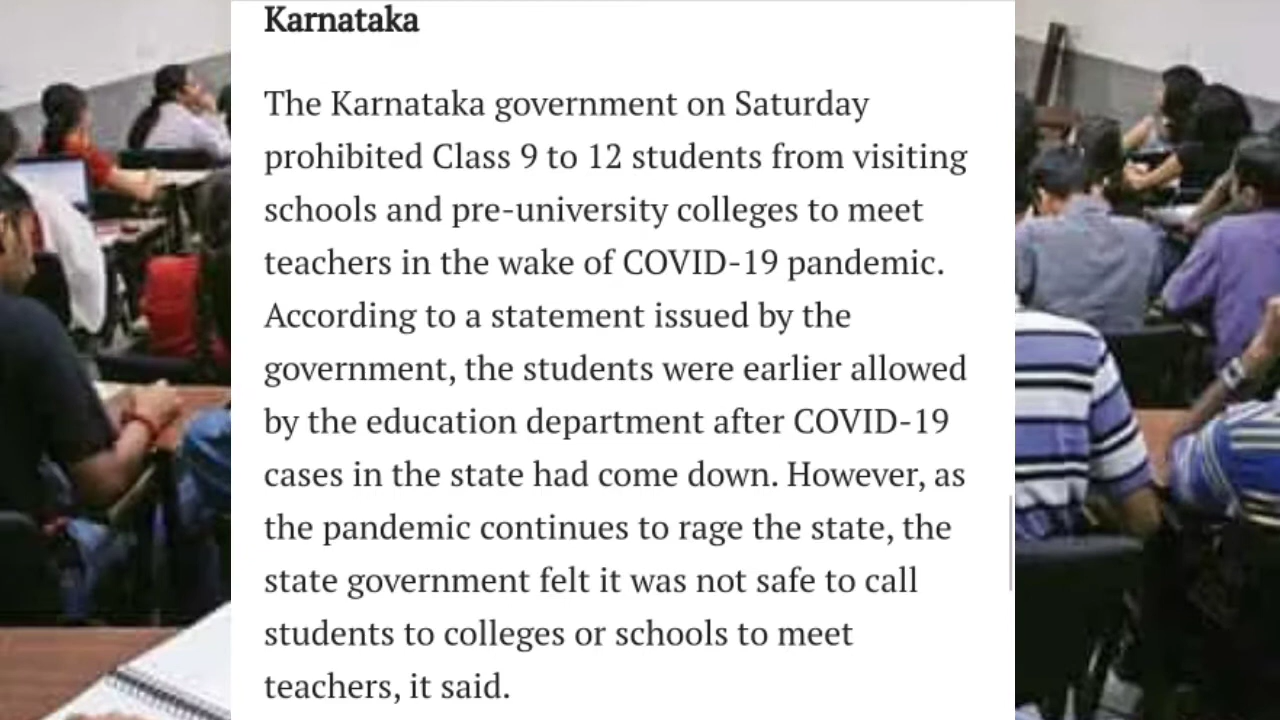 Karnataka
The Karnataka government on Saturday
prohibited Class 9 to 12 students from visiting
schools and pre-university colleges to meet
teachers in the wake of COVID-19 pandemic.
According to a statement issued by the
government, the students were earlier allowed
by the education department after COVID-19
cases in the state had come down. However, as
the pandemic continues to rage the state, the
state government felt it was not safe to call
students to colleges or schools to meet
teachers, it said.